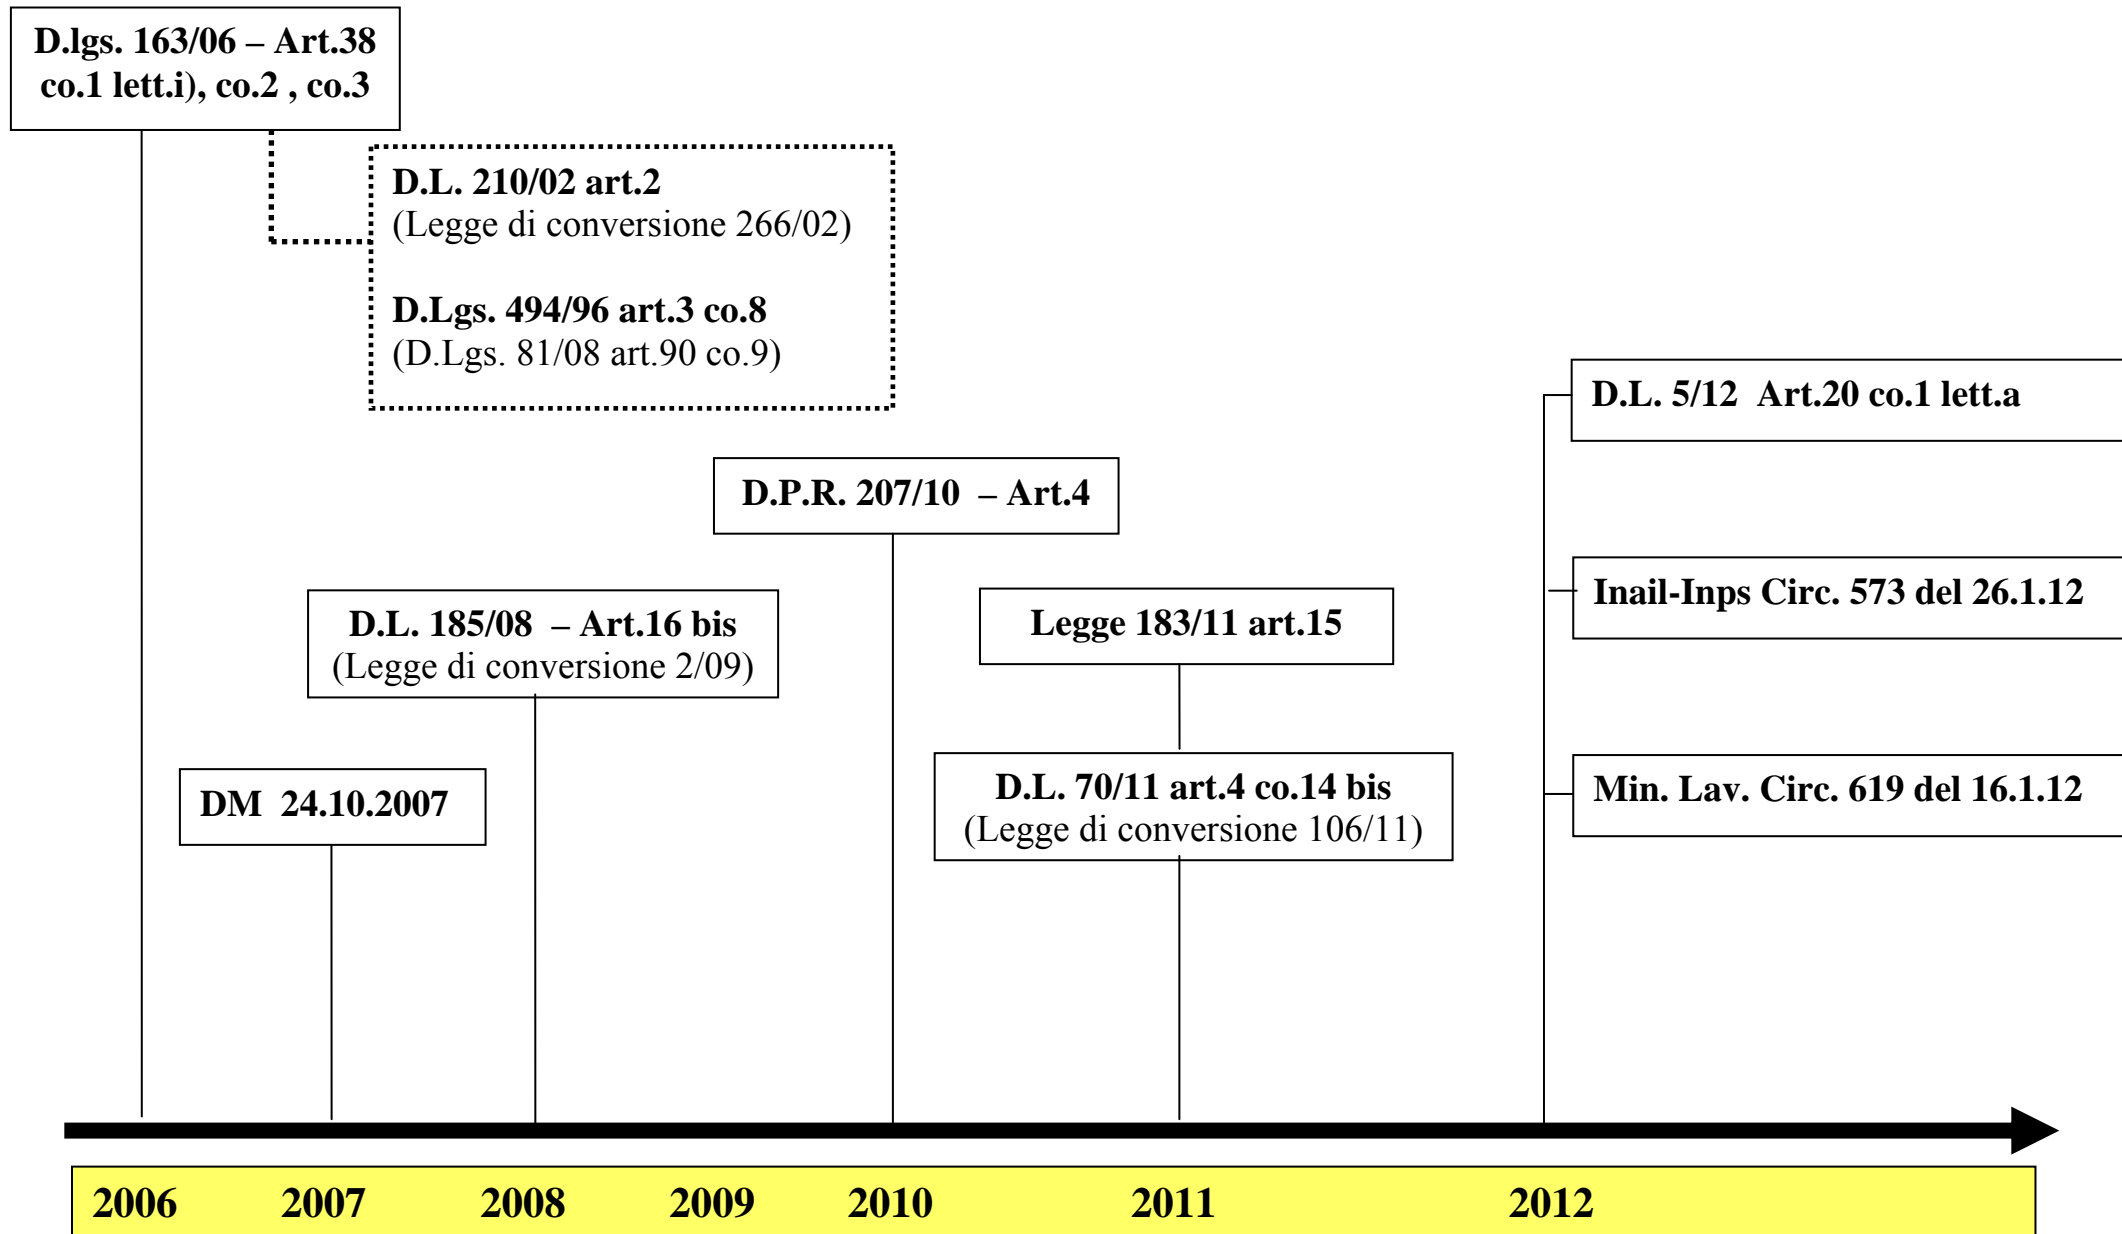 D.lgs. 163/06 – Art.38
co.1 lett.i), co.2 , co.3
D.L. 210/02 art.2
(Legge di conversione 266/02)
D.Lgs. 494/96 art.3 co.8
(D.Lgs. 81/08 art.90 co.9)
D.L. 5/12 Art.20 co.1 lett.a
D.P.R. 207/10 – Art.4
Inail-Inps Circ. 573 del 26.1.12
D.L. 185/08 – Art.16 bis
(Legge di conversione 2/09)
Legge 183/11 art.15
DM 24.10.2007
D.L. 70/11 art.4 co.14 bis
(Legge di conversione 106/11)
Min. Lav. Circ. 619 del 16.1.12
2006 2007 2008 2009 2010 2011 2012